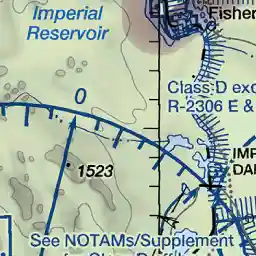 Imperial
Reservoir
Fisher
Class D exc
R-2306 E &
0
1523
IMP
DAM
See NOTAMs/Supplement